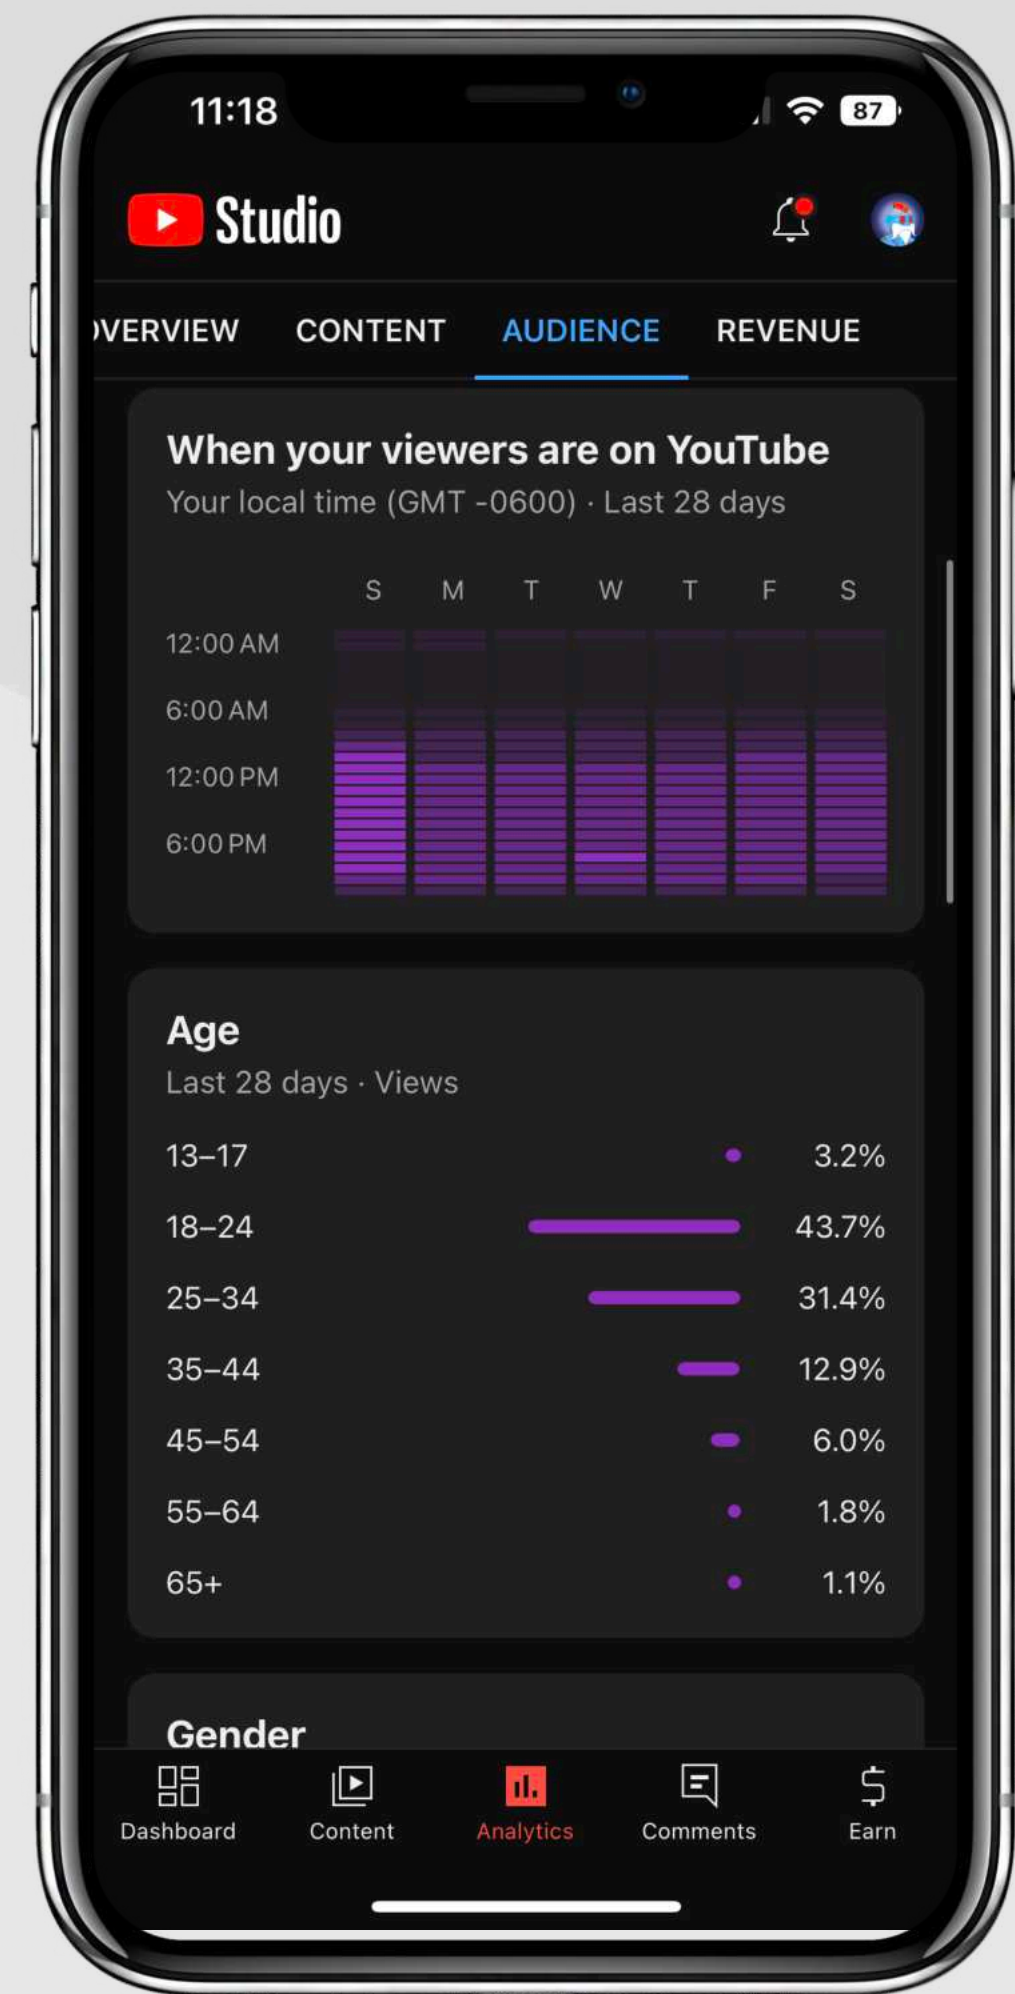 11:18
87
Studio
OVERVIEW CONTENT AUDIENCE REVENUE
When your viewers are on YouTube
Your local time (GMT -0600) · Last 28 days
S M T W T F S
12:00 AM
6:00 AM
12:00 PM
6:00 PM
Age
Last 28 days · Views
13–17 3.2%
18–24 43.7%
25–34 31.4%
35–44 12.9%
45–54 6.0%
55–64 1.8%
65+ 1.1%
Gender
Dashboard Content Analytics Comments Earn